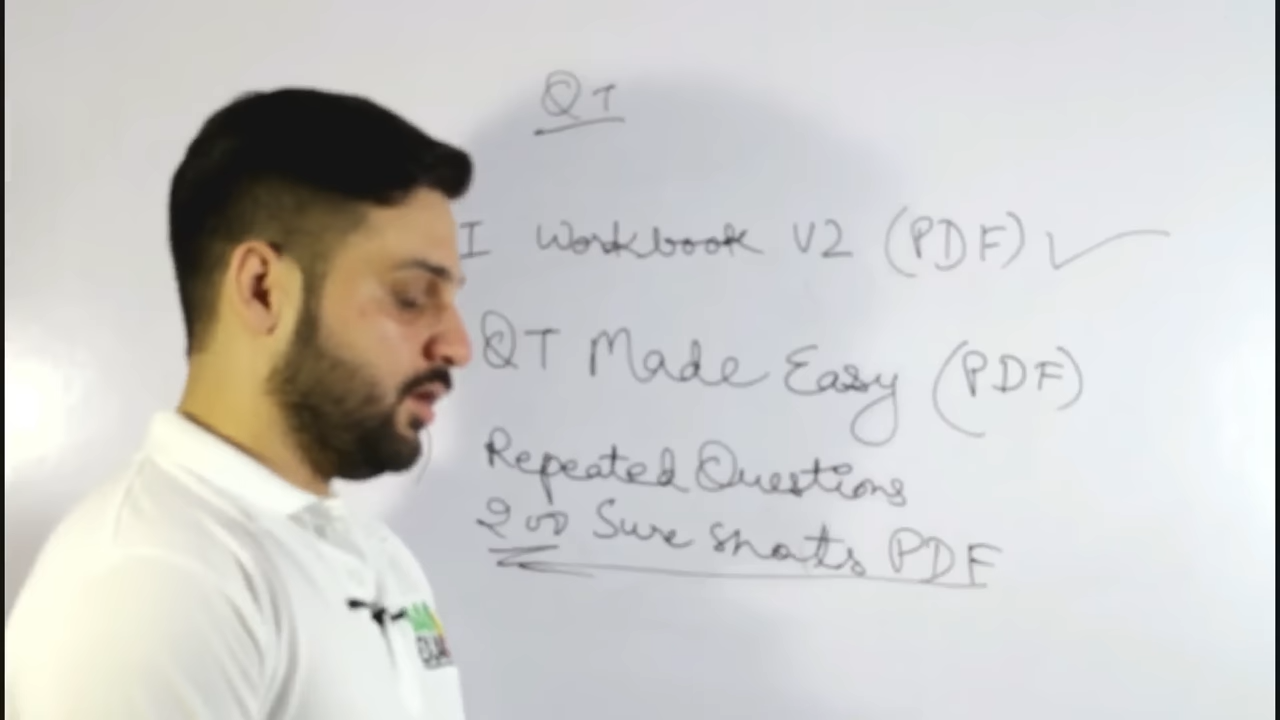 QT
I Workbook V2 (PDF) ✓
QT Made Easy (PDF)
Repeated Questions
200 Sure Shots PDF